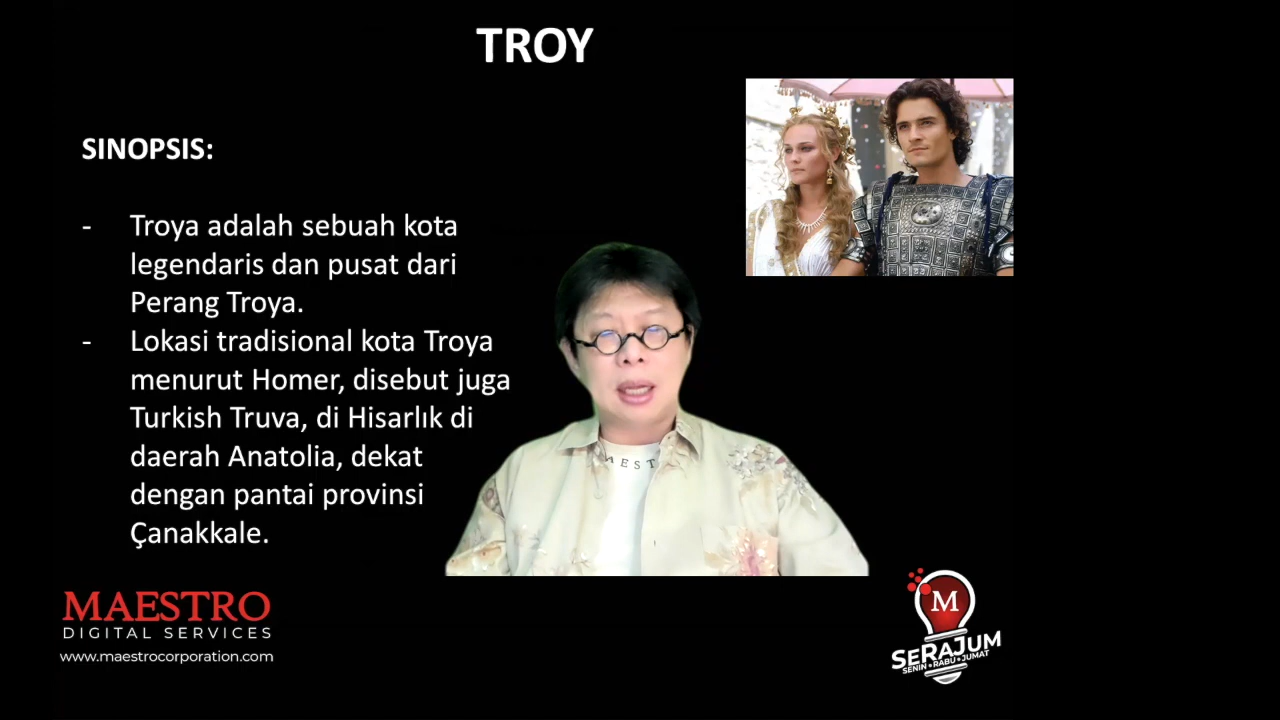 TROY
SINOPSIS:
- Troya adalah sebuah kota
legendaris dan pusat dari
Perang Troya.
- Lokasi tradisional kota Troya
menurut Homer, disebut juga
Turkish Truva, di Hisarlık di
daerah Anatolia, dekat
dengan pantai provinsi
Çanakkale.
AEST
MAESTRO
DIGITAL SERVICES
www.maestrocorporation.com
M
SERAJUM
SENIN•RABU•JUMAT